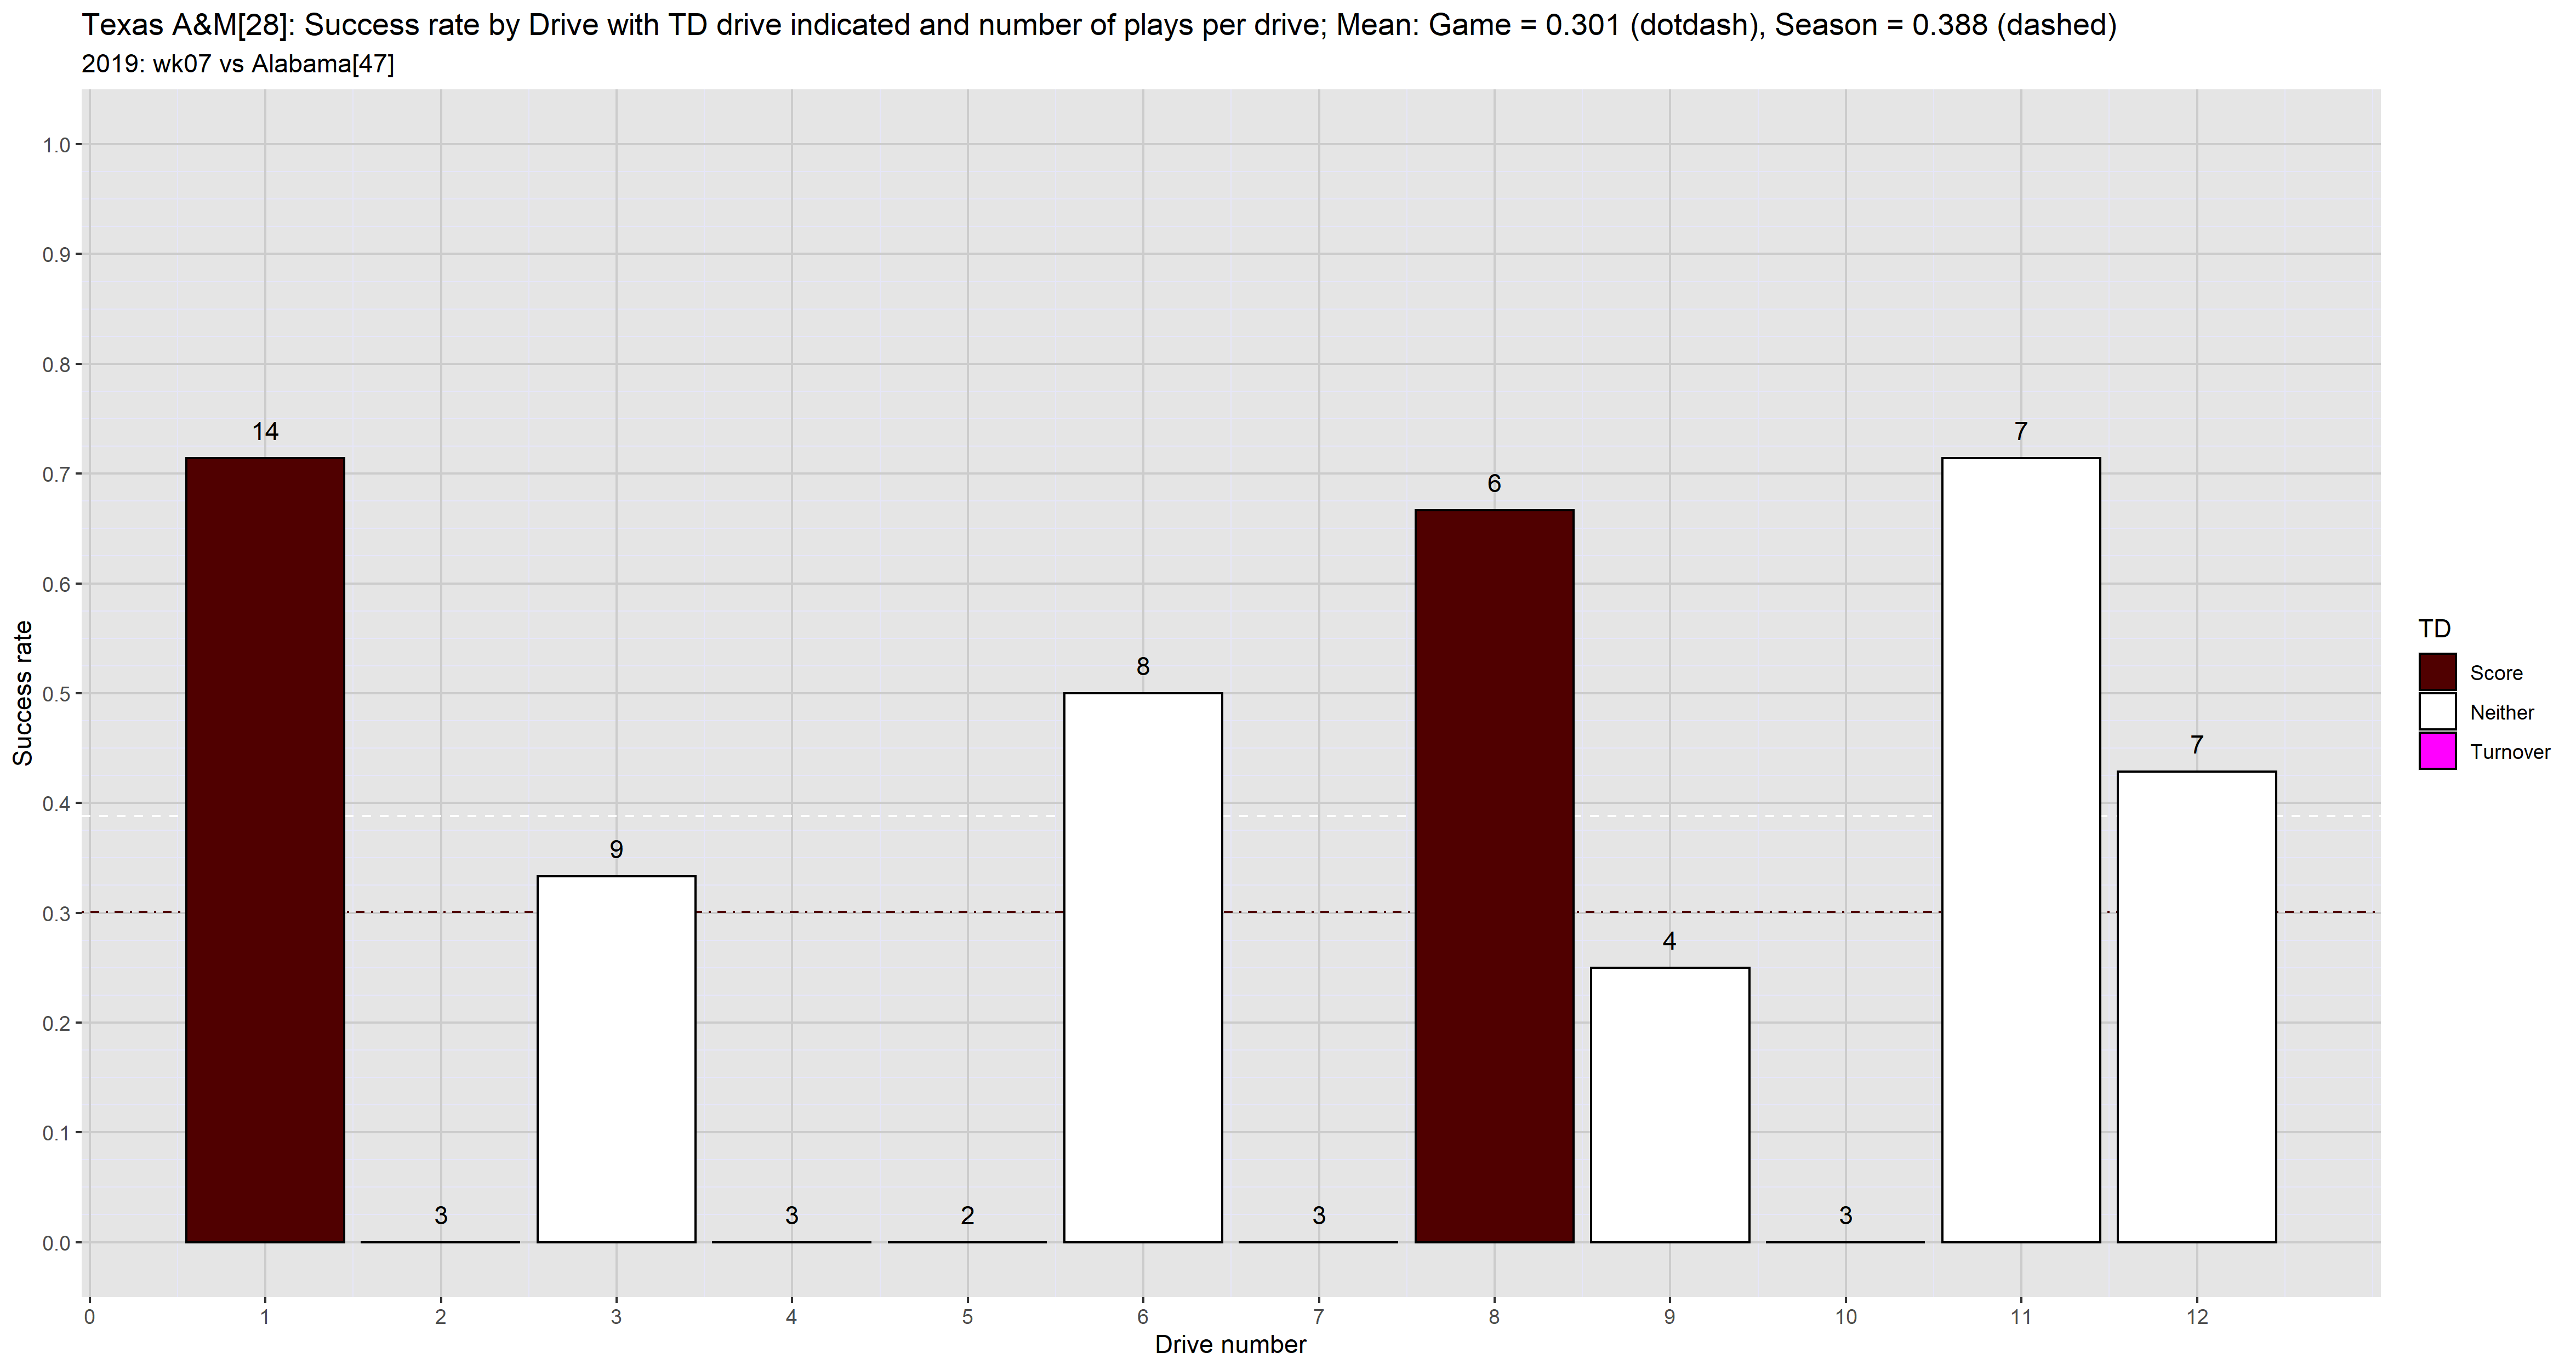 Texas A&M[28]: Success rate by Drive with TD drive indicated and number of plays per drive; Mean: Game = 0.301 (dotdash), Season = 0.388 (dashed)
2019: wk07 vs Alabama[47]
1.0
0.9
0.8
0.7
0.6
0.5
0.4
0.3
0.2
0.1
0.0
Success rate
14
3
9
3
2
8
3
6
4
3
7
7
0 1 2 3 4 5 6 7 8 9 10 11 12
Drive number
TD
Score
Neither
Turnover